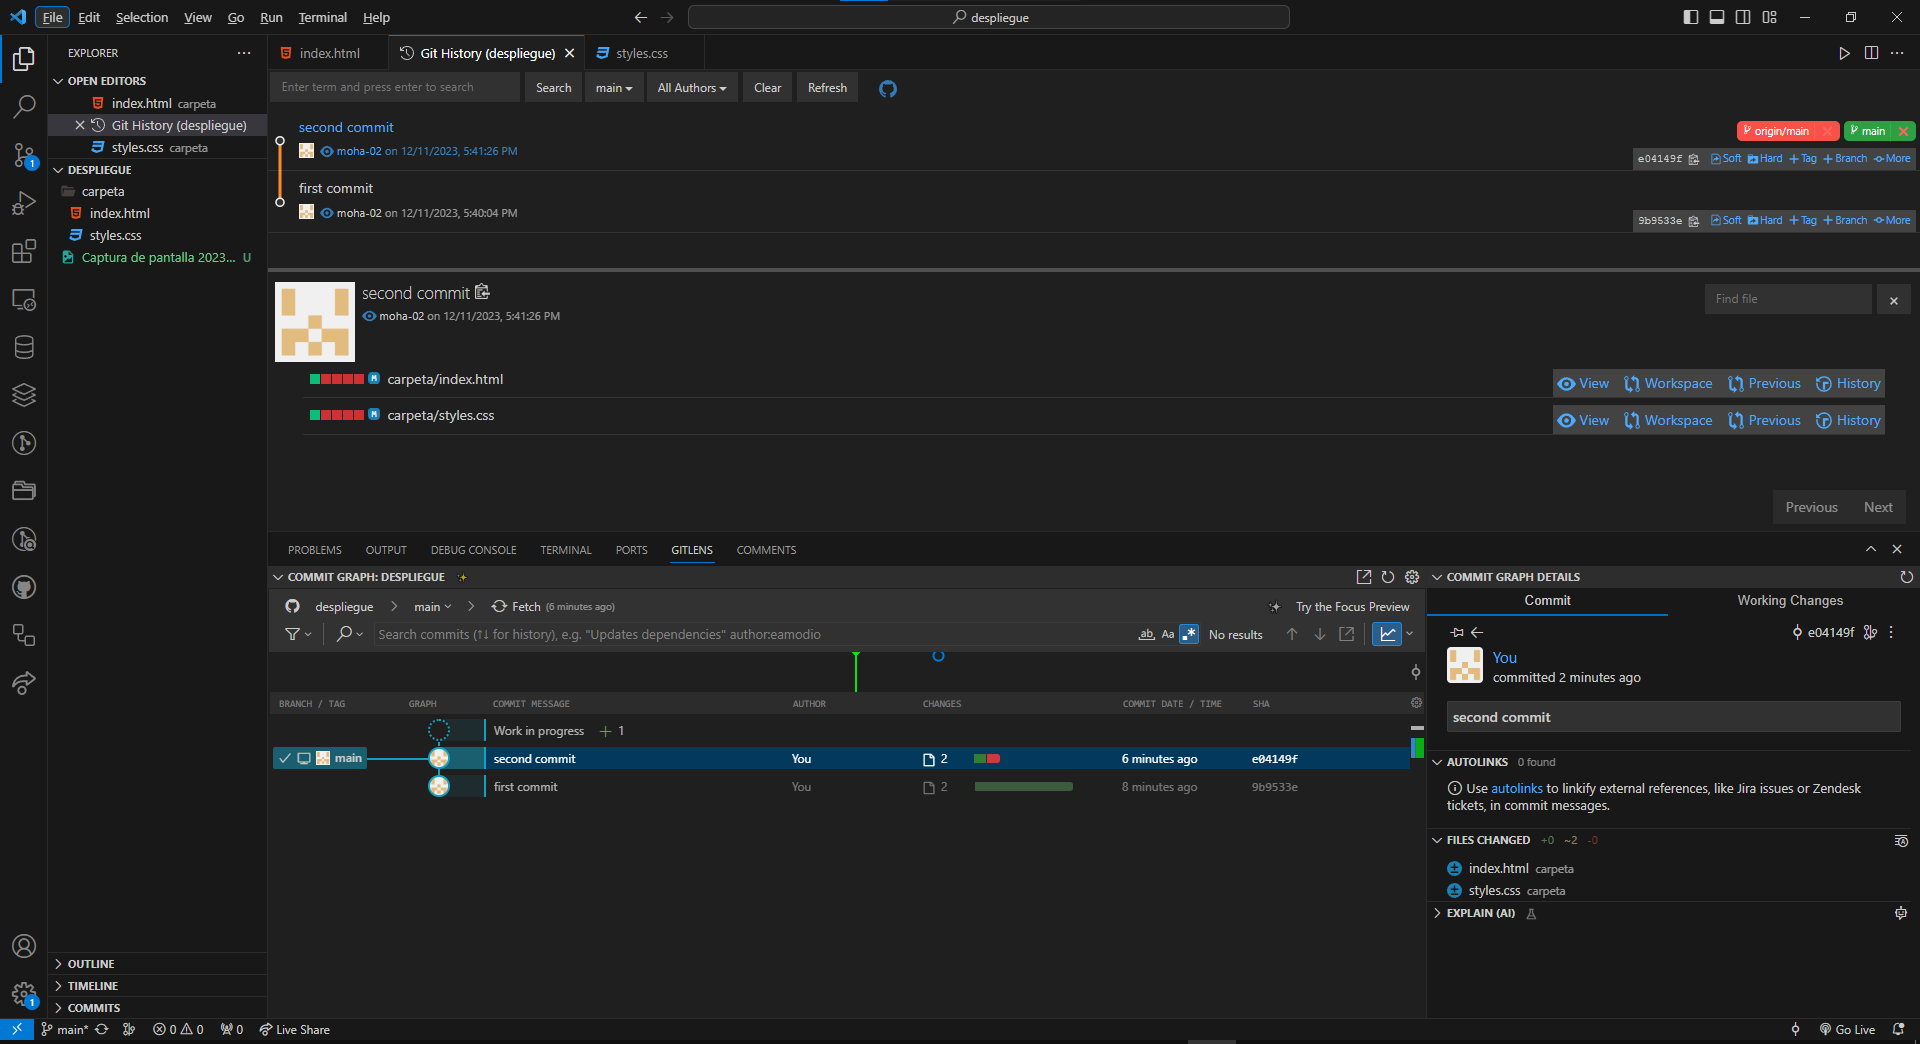 File Edit Selection View Go Run Terminal Help
despliegue
EXPLORER
OPEN EDITORS
index.html carpeta
Git History (despliegue)
styles.css carpeta
DESPLIEGUE
carpeta
index.html
styles.css
Captura de pantalla 2023... U
OUTLINE
TIMELINE
COMMITS
1
1
index.html
Git History (despliegue)
styles.css
Enter term and press enter to search
Search
main
All Authors
Clear
Refresh
second commit
origin/main
main
moha-02 on 12/11/2023, 5:41:26 PM
e04149f Soft Hard Tag Branch More
first commit
moha-02 on 12/11/2023, 5:40:04 PM
9b9533e Soft Hard Tag Branch More
second commit
moha-02 on 12/11/2023, 5:41:26 PM
Find file
×
M carpeta/index.html
View Workspace Previous History
M carpeta/styles.css
View Workspace Previous History
Previous Next
PROBLEMS OUTPUT DEBUG CONSOLE TERMINAL PORTS GITLENS COMMENTS
COMMIT GRAPH: DESPLIEGUE
despliegue > main > Fetch (6 minutes ago)
Try the Focus Preview
Search commits (↑↓ for history), e.g. "Updates dependencies" author:eamodio
ab Aa .* No results
BRANCH / TAG GRAPH COMMIT MESSAGE AUTHOR CHANGES COMMIT DATE / TIME SHA
Work in progress + 1
main second commit You 2 6 minutes ago e04149f
first commit You 2 8 minutes ago 9b9533e
COMMIT GRAPH DETAILS
Commit Working Changes
e04149f
You
committed 2 minutes ago
second commit
AUTOLINKS 0 found
Use autolinks to linkify external references, like Jira issues or Zendesk
tickets, in commit messages.
FILES CHANGED +0 ~2 -0
index.html carpeta
styles.css carpeta
EXPLAIN (AI)
main* 0 0 0 Live Share
Go Live